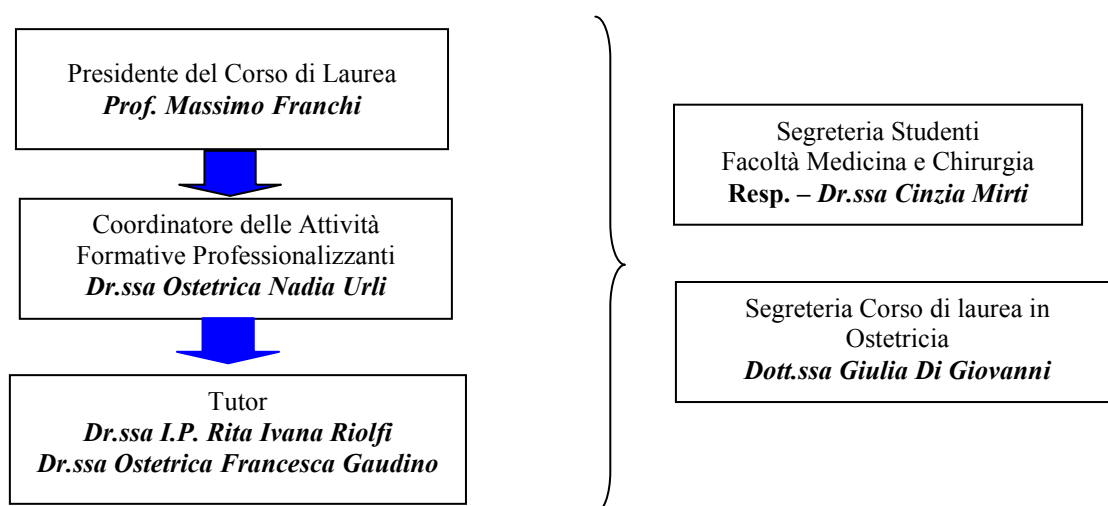 Presidente del Corso di Laurea
Prof. Massimo Franchi
Coordinatore delle Attività
Formative Professionalizzanti
Dr.ssa Ostetrica Nadia Urli
Tutor
Dr.ssa I.P. Rita Ivana Riolfi
Dr.ssa Ostetrica Francesca Gaudino
Segreteria Studenti
Facoltà Medicina e Chirurgia
Resp. – Dr.ssa Cinzia Mirti
Segreteria Corso di laurea in
Ostetricia
Dott.ssa Giulia Di Giovanni